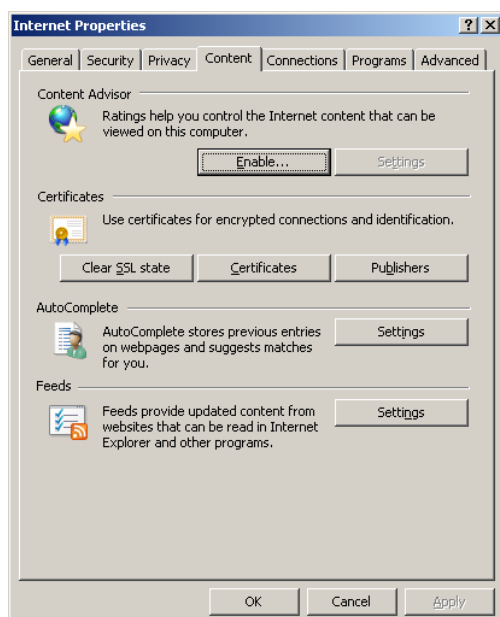 Internet Properties
General Security Privacy Content Connections Programs Advanced
Content Advisor
Ratings help you control the Internet content that can be
viewed on this computer.
Enable... Settings
Certificates
Use certificates for encrypted connections and identification.
Clear SSL state Certificates Publishers
AutoComplete
AutoComplete stores previous entries
on webpages and suggests matches
for you.
Settings
Feeds
Feeds provide updated content from
websites that can be read in Internet
Explorer and other programs.
Settings
OK Cancel Apply